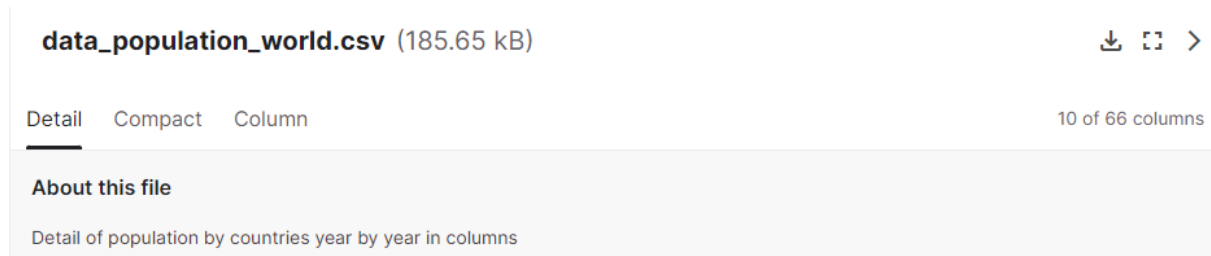 data_population_world.csv (185.65 kB)
Detail Compact Column 10 of 66 columns
About this file
Detail of population by countries year by year in columns